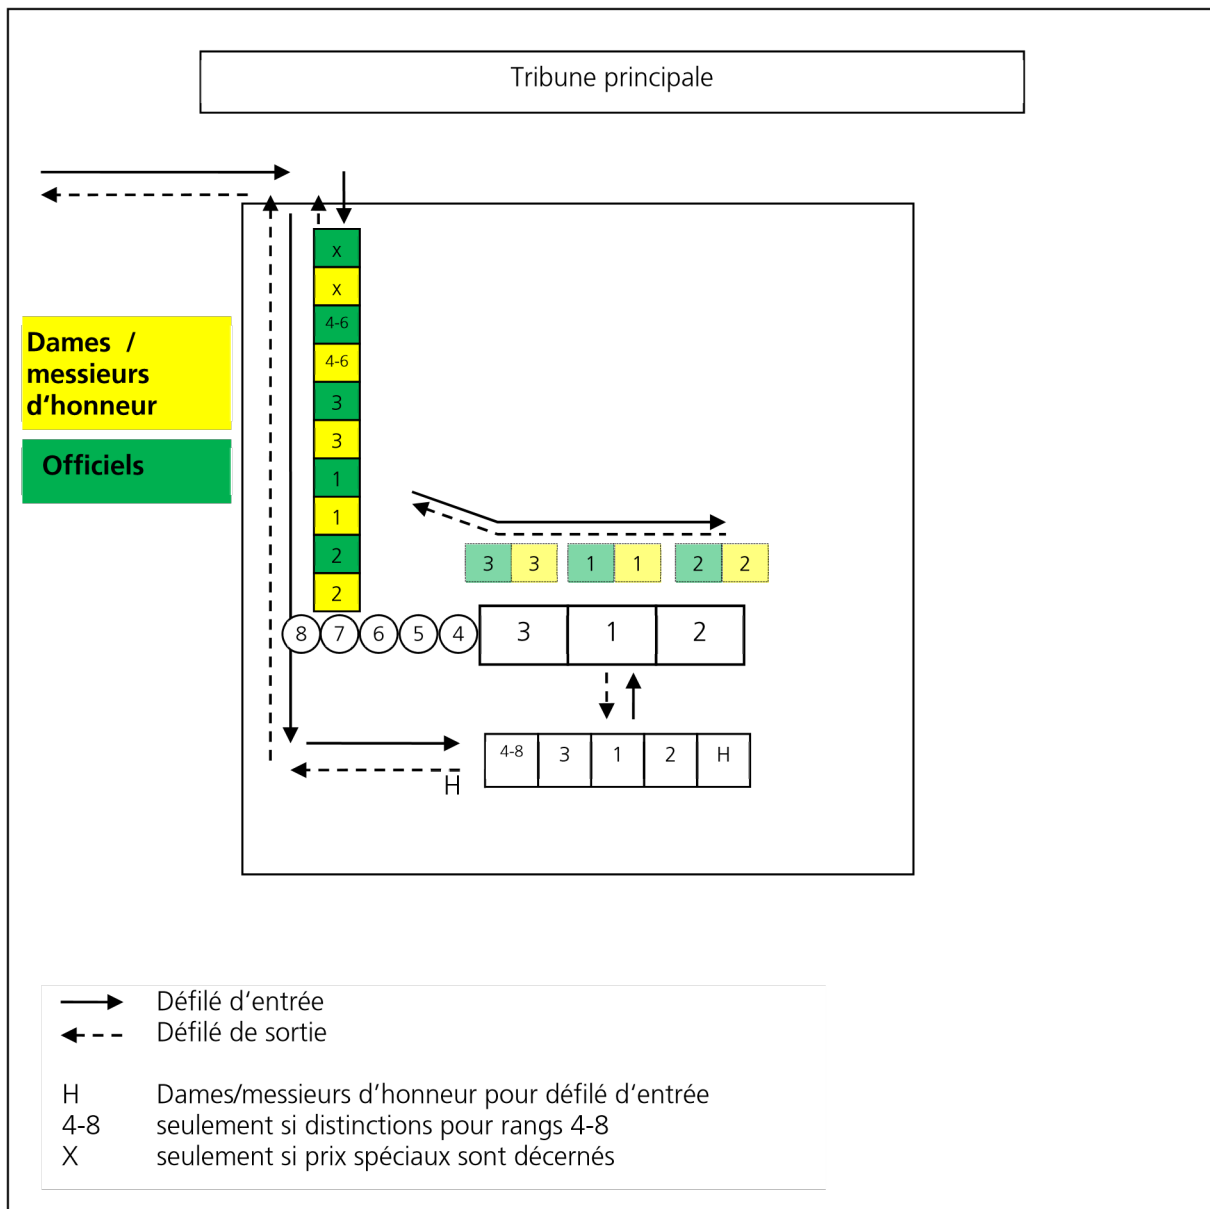 Tribune principale
x
x
4-6
4-6
3
3
1
1
2
2
Dames /
messieurs
d‘honneur
Officiels
3 3 1 1 2 2
8 7 6 5 4 3 1 2
4-8 3 1 2 H
H
Défilé d‘entrée
Défilé de sortie
H Dames/messieurs d’honneur pour défilé d‘entrée
4-8 seulement si distinctions pour rangs 4-8
X seulement si prix spéciaux sont décernés